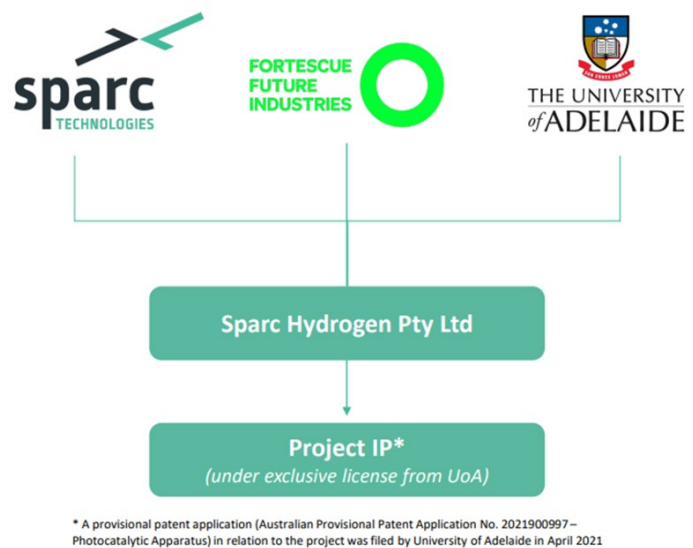 sparc
TECHNOLOGIES
FORTESCUE
FUTURE
INDUSTRIES
THE UNIVERSITY
of ADELAIDE
Sparc Hydrogen Pty Ltd
Project IP*
(under exclusive license from UoA)
* A provisional patent application (Australian Provisional Patent Application No. 2021900997 –
Photocatalytic Apparatus) in relation to the project was filed by University of Adelaide in April 2021